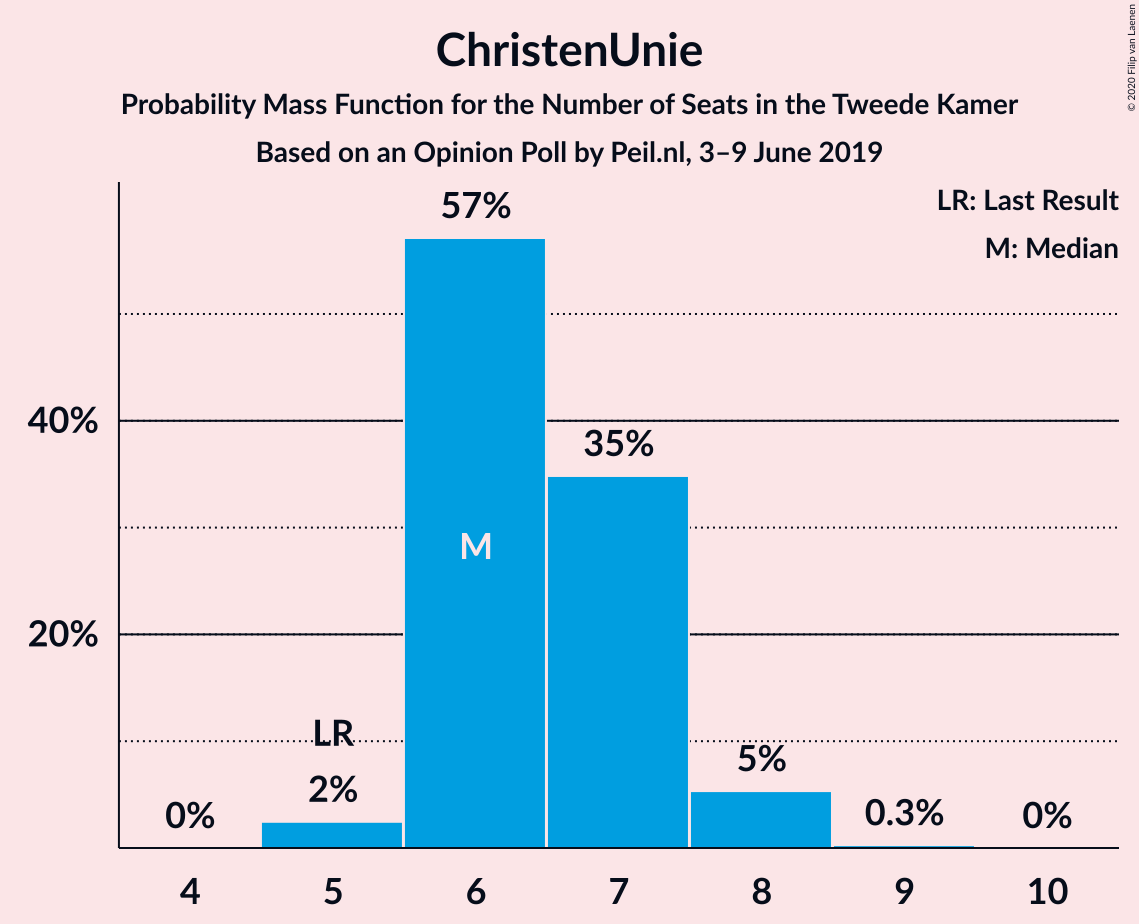 ChristenUnie
Probability Mass Function for the Number of Seats in the Tweede Kamer
Based on an Opinion Poll by Peil.nl, 3–9 June 2019
© 2020 Filip van Laenen
LR: Last Result
M: Median
57%
40%
35%
M
20%
LR
5%
2%
0%
0.3%
0%
4 5 6 7 8 9 10